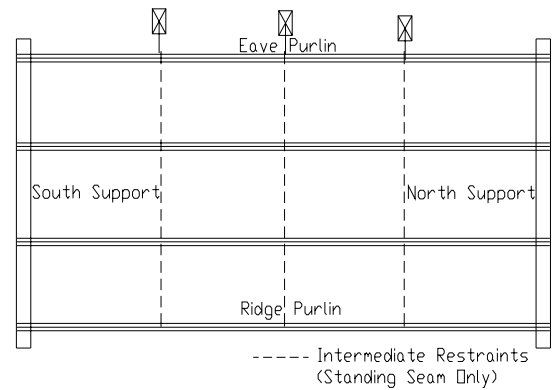 Eave Purlin
South Support
North Support
Ridge Purlin
Intermediate Restraints
(Standing Seam Only)